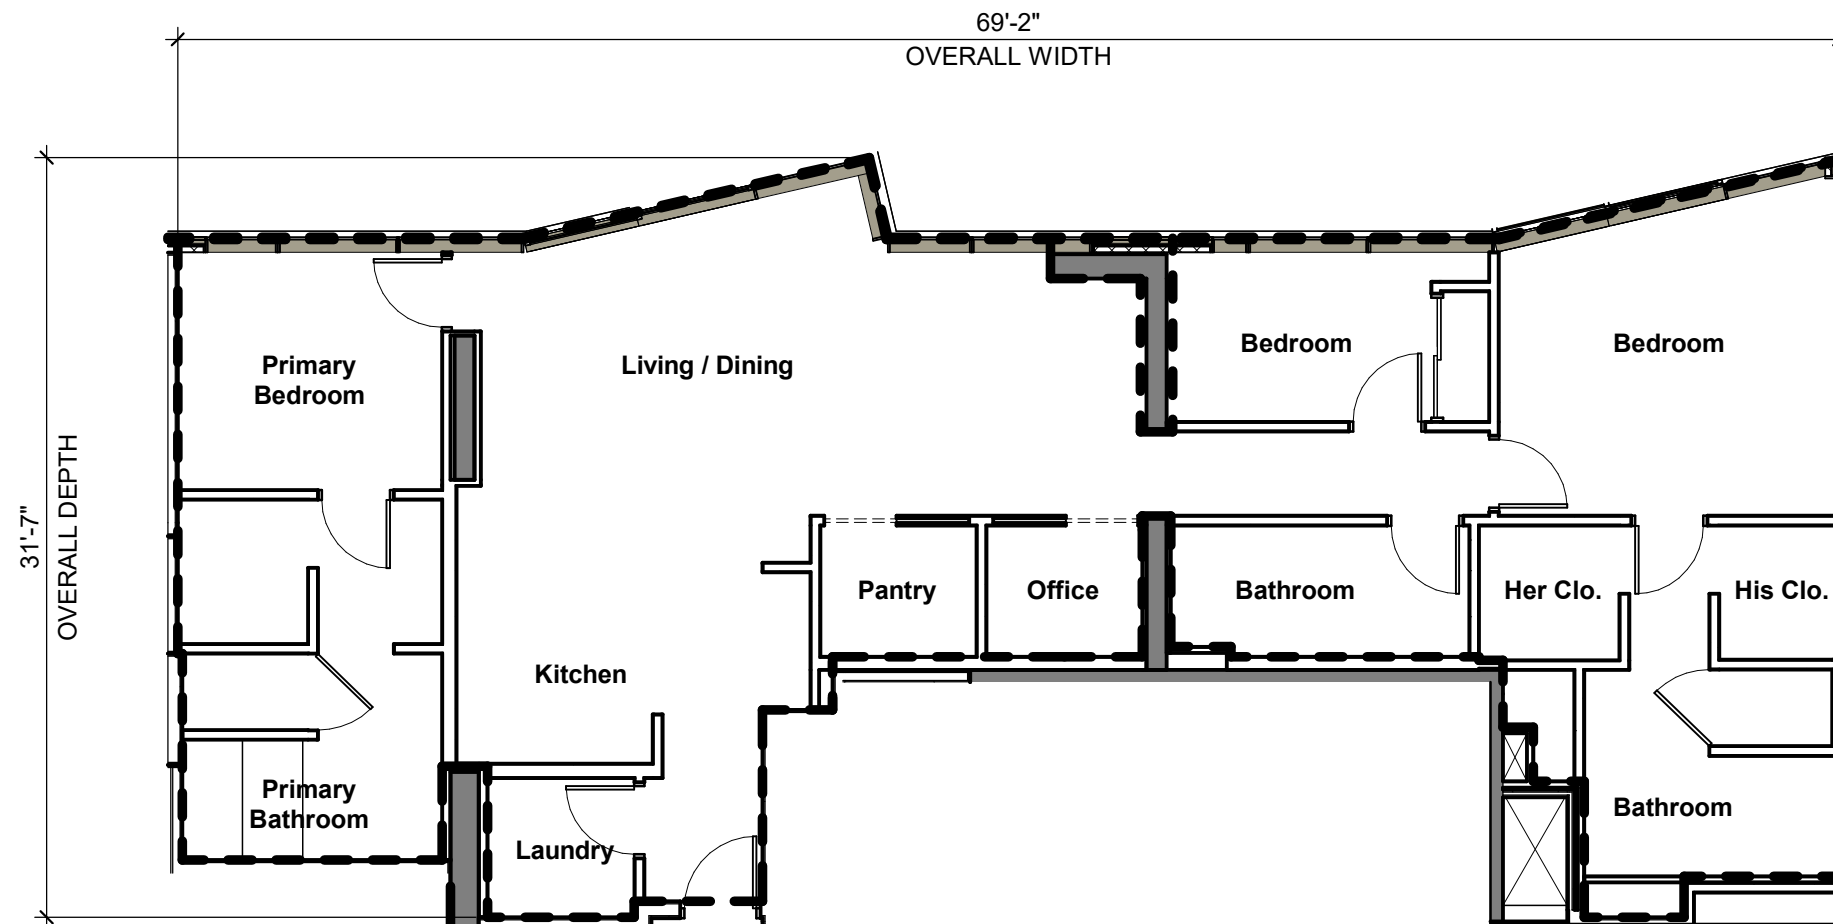 69'-2"
OVERALL WIDTH
31'-7"
OVERALL DEPTH
Primary
Bedroom
Living / Dining
Bedroom
Bedroom
Pantry
Office
Bathroom
Her Clo.
His Clo.
Kitchen
Primary
Bathroom
Laundry
Bathroom